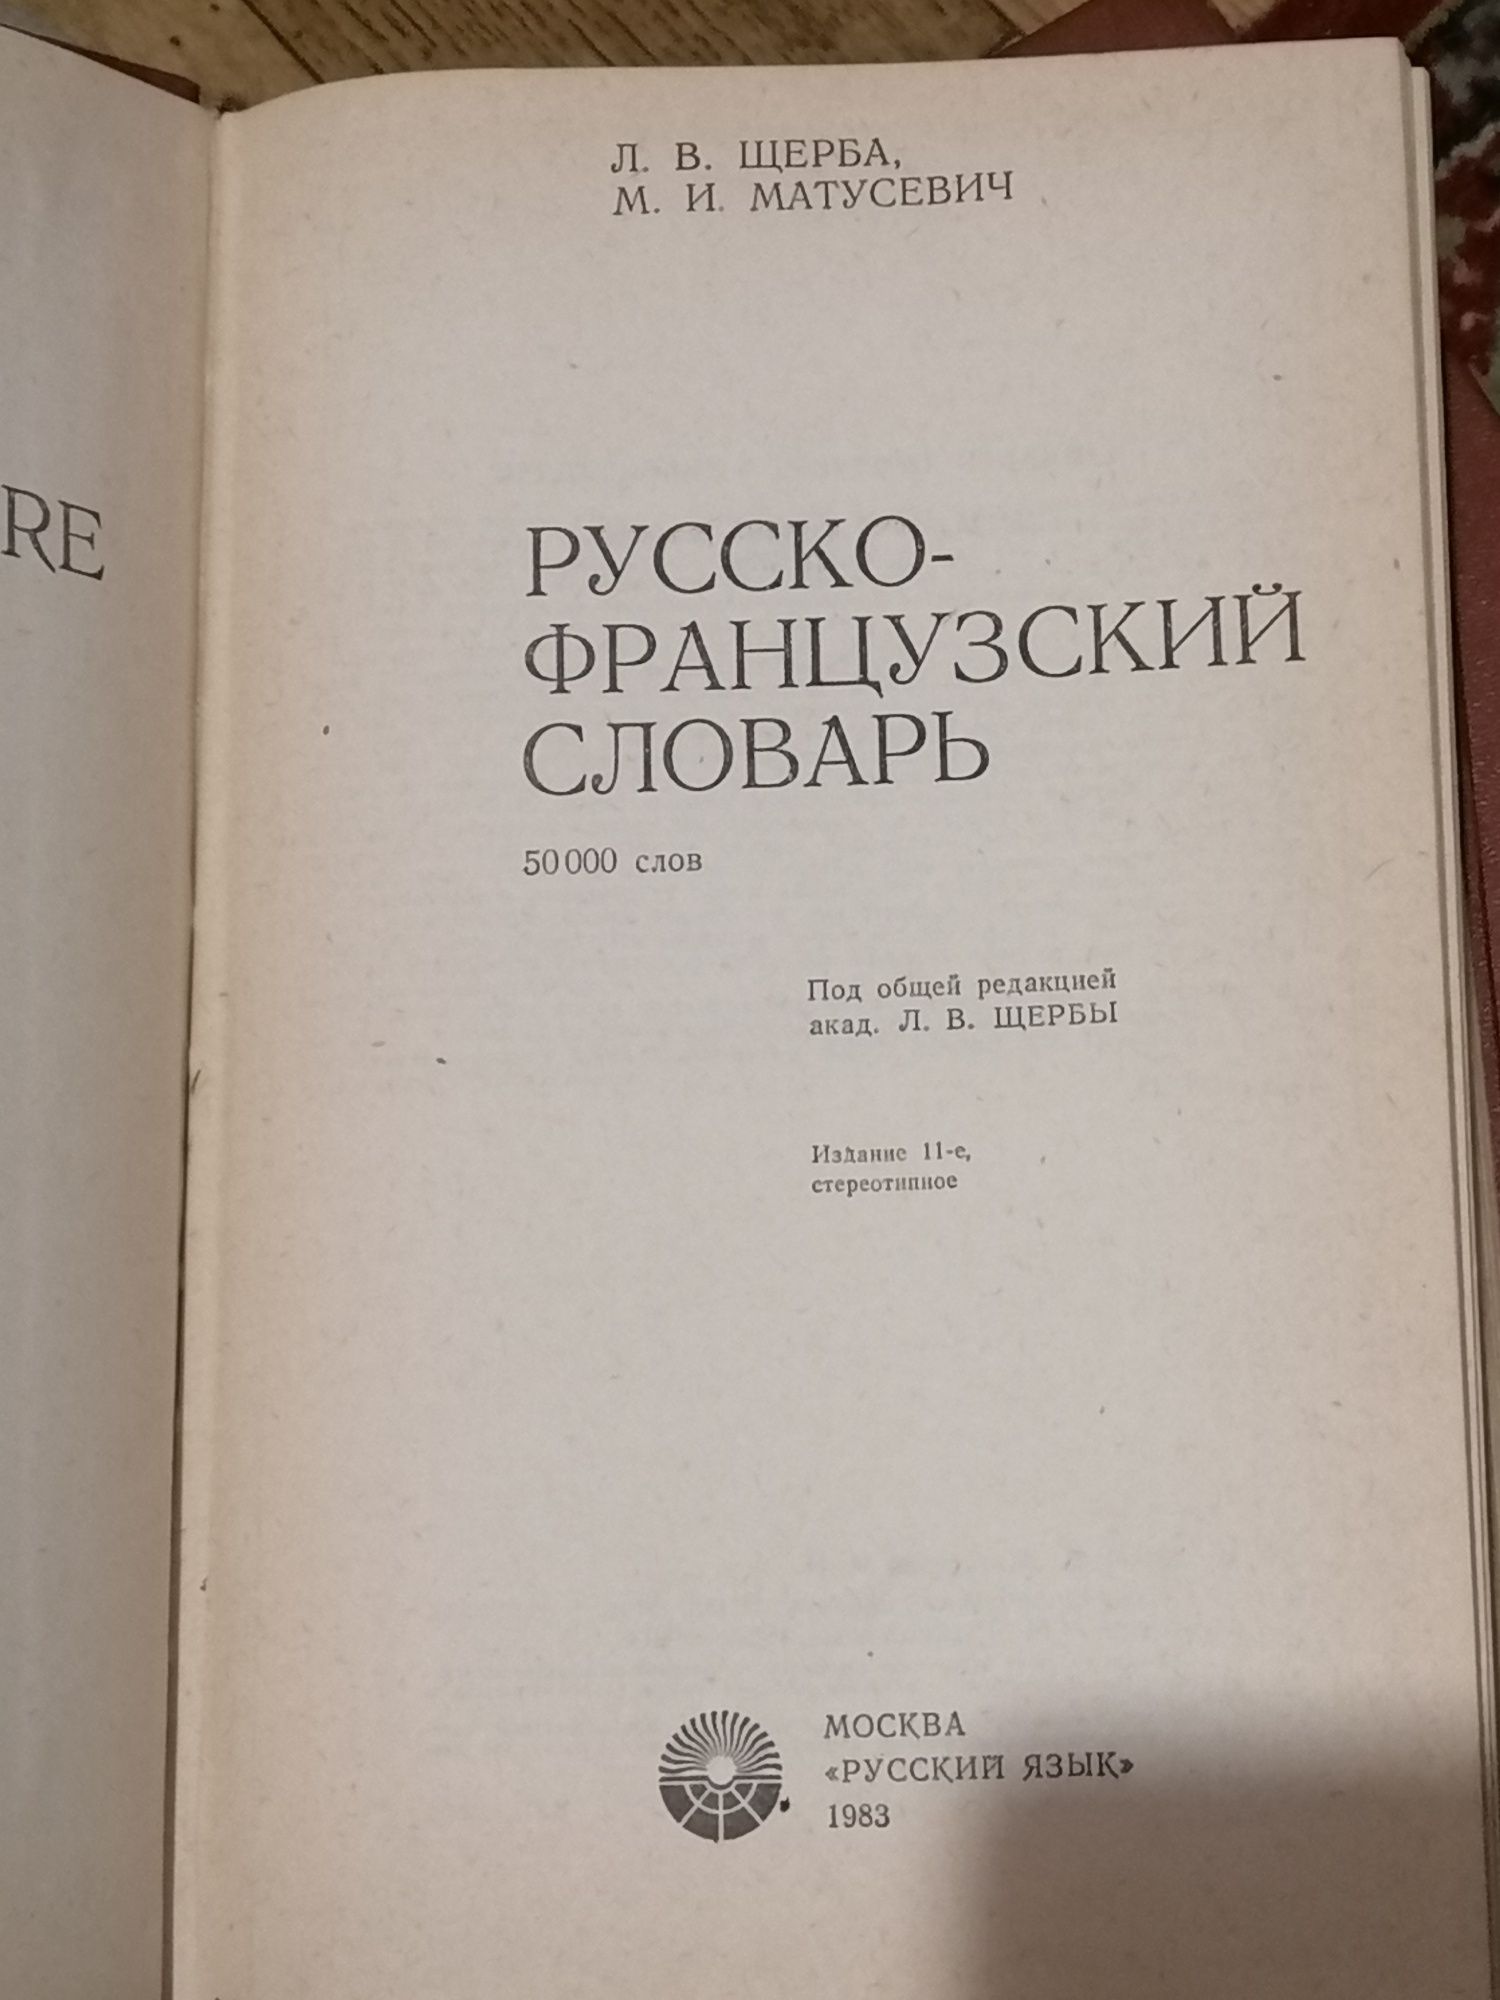 RE
Л. В. ЩЕРБА,
М. И. МАТУСЕВИЧ
РУССКО-
ФРАНЦУЗСКИЙ
СЛОВАРЬ
50 000 слов
Под общей редакцией
акад. Л. В. ЩЕРБЫ
Издание 11-е,
стереотипное
МОСКВА
«РУССКИЙ ЯЗЫК»
1983